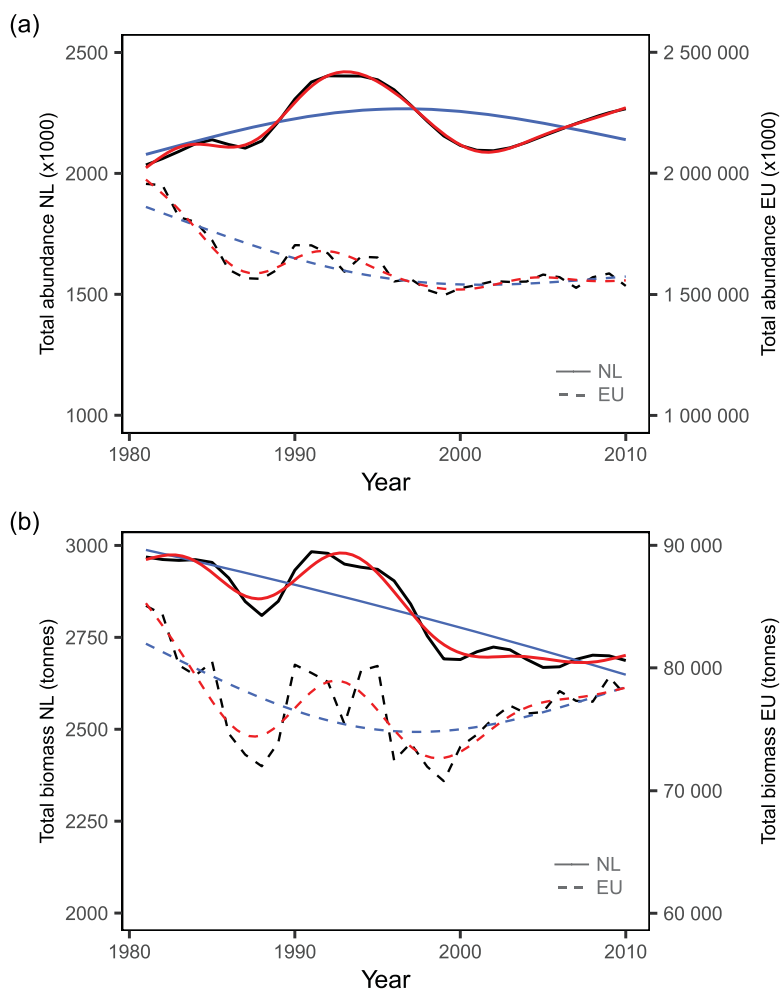 (a)
Total abundance NL (x1000)
2500
2000
1500
1000
2 500 000
2 000 000
1 500 000
1 000 000
Total abundance EU (x1000)
NL
EU
1980
1990
2000
2010
Year
(b)
Total biomass NL (tonnes)
3000
2750
2500
2250
2000
90 000
80 000
70 000
60 000
Total biomass EU (tonnes)
NL
EU
1980
1990
2000
2010
Year